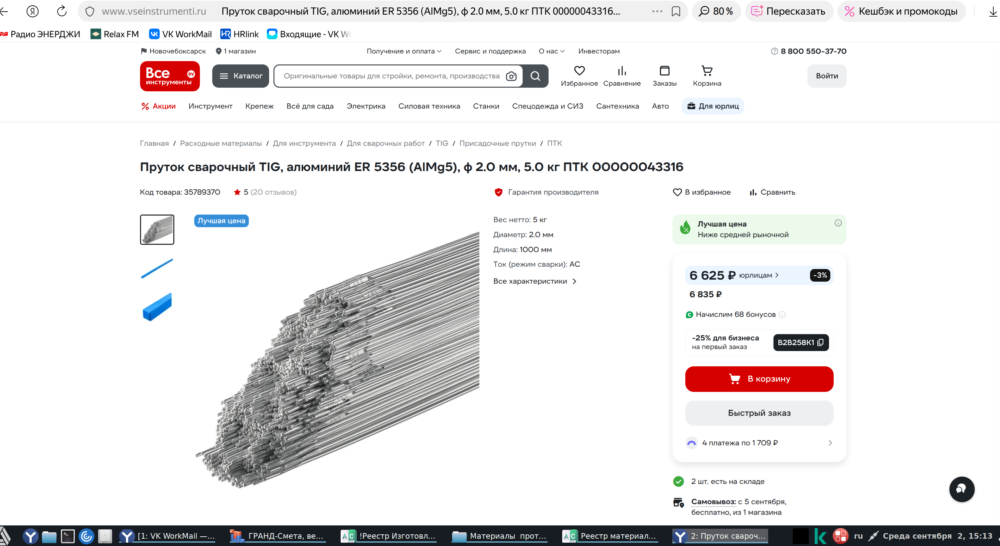 www.vseinstrumenti.ru Пруток сварочный TIG, алюминий ER 5356 (AlMg5), ф 2.0 мм, 5.0 кг ПТК 00000043316... 80 % Пересказать Кешбэк и промокоды
Радио ЭНЕРДЖИ Relax FM VK WorkMail HRlink Входящие - VK Wo
Новочебоксарск 1 магазин Получение и оплата Сервис и поддержка О нас Инвесторам 8 800 550-37-70
Все ру инструменты Каталог Оригинальные товары для стройки, ремонта, производства Избранное Сравнение Заказы Корзина Войти
Акции Инструмент Крепеж Всё для сада Электрика Силовая техника Станки Спецодежда и СИЗ Сантехника Авто Для юрлиц
Главная / Расходные материалы / Для инструмента / Для сварочных работ / TIG / Присадочные прутки / ПТК
Пруток сварочный TIG, алюминий ER 5356 (AlMg5), ф 2.0 мм, 5.0 кг ПТК 00000043316
Код товара: 35789370 5 (20 отзывов) Гарантия производителя В избранное Сравнить
Лучшая цена
Вес нетто: 5 кг
Диаметр: 2.0 мм
Длина: 1000 мм
Ток (режим сварки): AC
Все характеристики
Лучшая цена
Ниже средней рыночной
6 625 ₽ юрлицам -3%
6 835 ₽
Начислим 68 бонусов
-25% для бизнеса
на первый заказ
B2B258K1
В корзину
Быстрый заказ
4 платежа по 1 709 ₽
2 шт. есть на складе
Самовывоз: с 5 сентября,
бесплатно, из 1 магазина
[1: VK WorkMail —... ГРАНД-Смета, ве... !Реестр Изготовл... Материалы прот... Реестр материал... 2: Пруток свароч... ru Среда сентября 2, 15:13